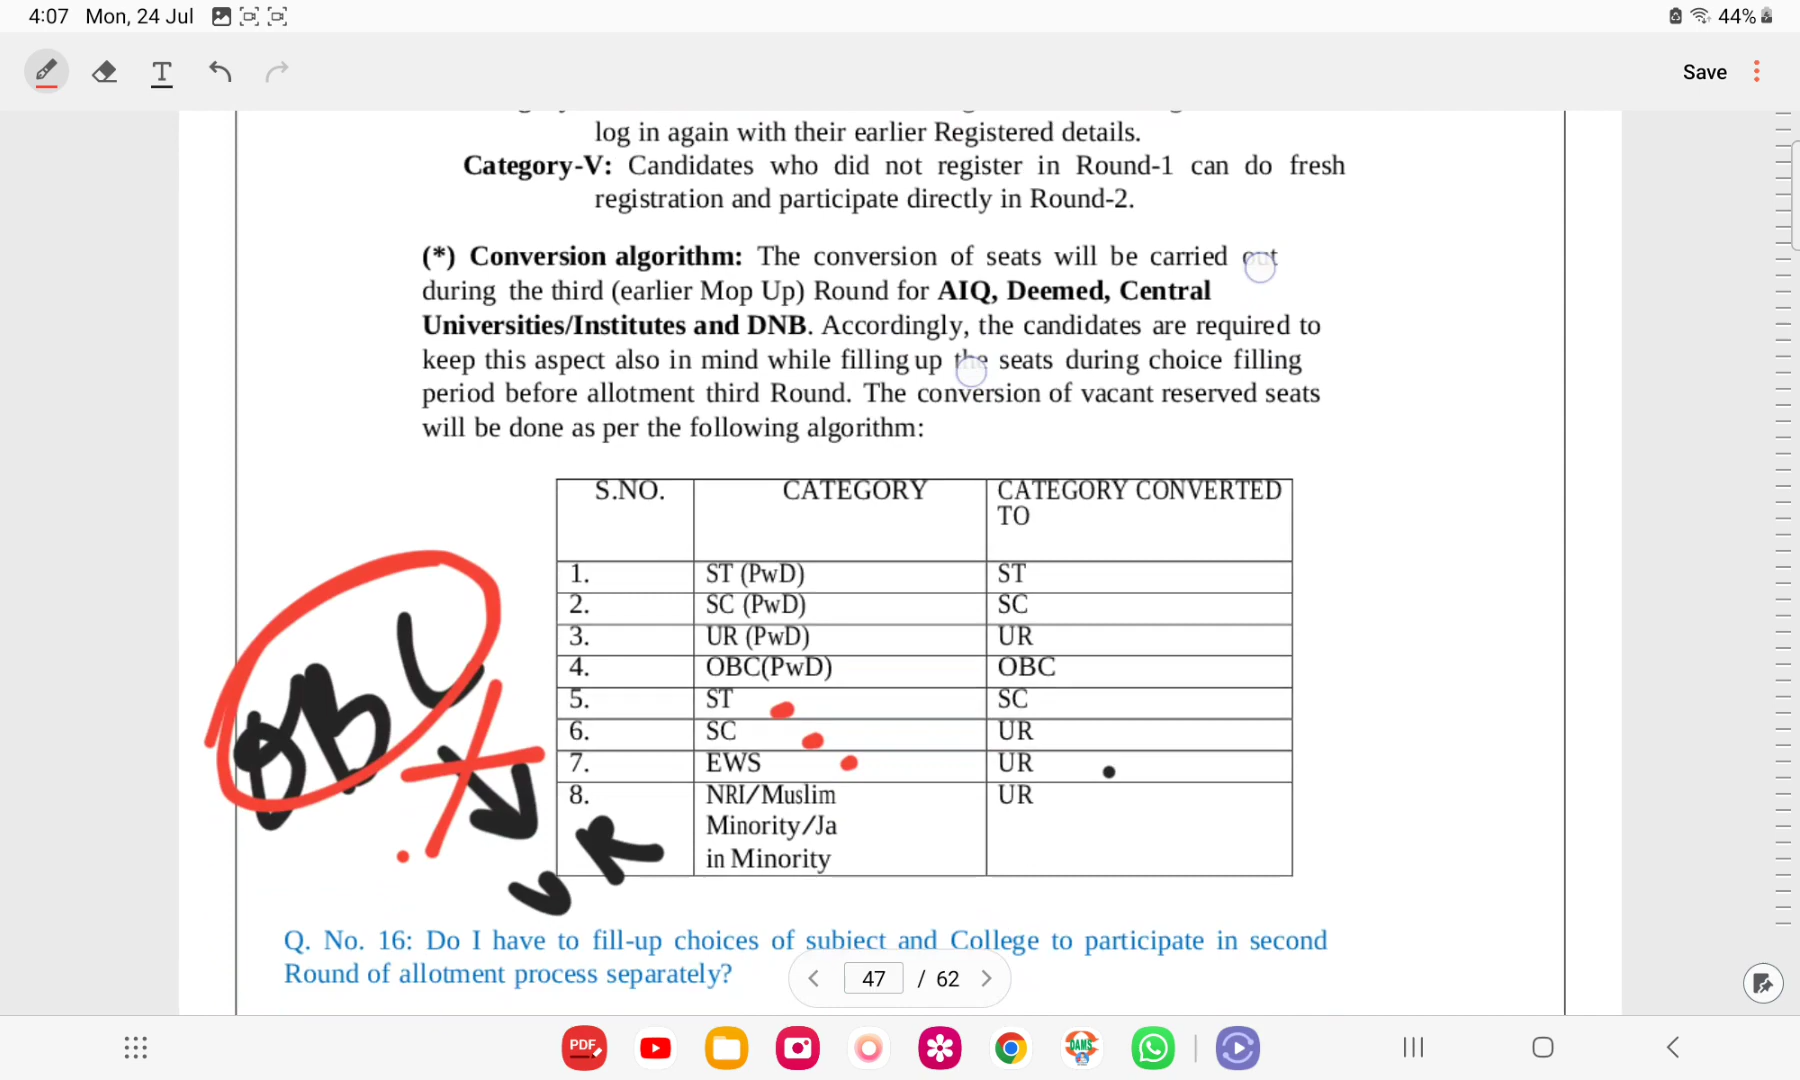 4:07 Mon, 24 Jul 44%
T Save
log in again with their earlier Registered details.
Category-V: Candidates who did not register in Round-1 can do fresh
registration and participate directly in Round-2.
(*) Conversion algorithm: The conversion of seats will be carried out
during the third (earlier Mop Up) Round for AIQ, Deemed, Central
Universities/Institutes and DNB. Accordingly, the candidates are required to
keep this aspect also in mind while filling up the seats during choice filling
period before allotment third Round. The conversion of vacant reserved seats
will be done as per the following algorithm:
S.NO. CATEGORY CATEGORY CONVERTED
TO
1. ST (PwD) ST
2. SC (PwD) SC
3. UR (PwD) UR
4. OBC(PwD) OBC
5. ST SC
6. SC UR
7. EWS UR
8. NRI/Muslim UR
Minority/Ja
in Minority
OBC
UR
Q. No. 16: Do I have to fill-up choices of subject and College to participate in second
Round of allotment process separately?
47 / 62
PDF
DAMS